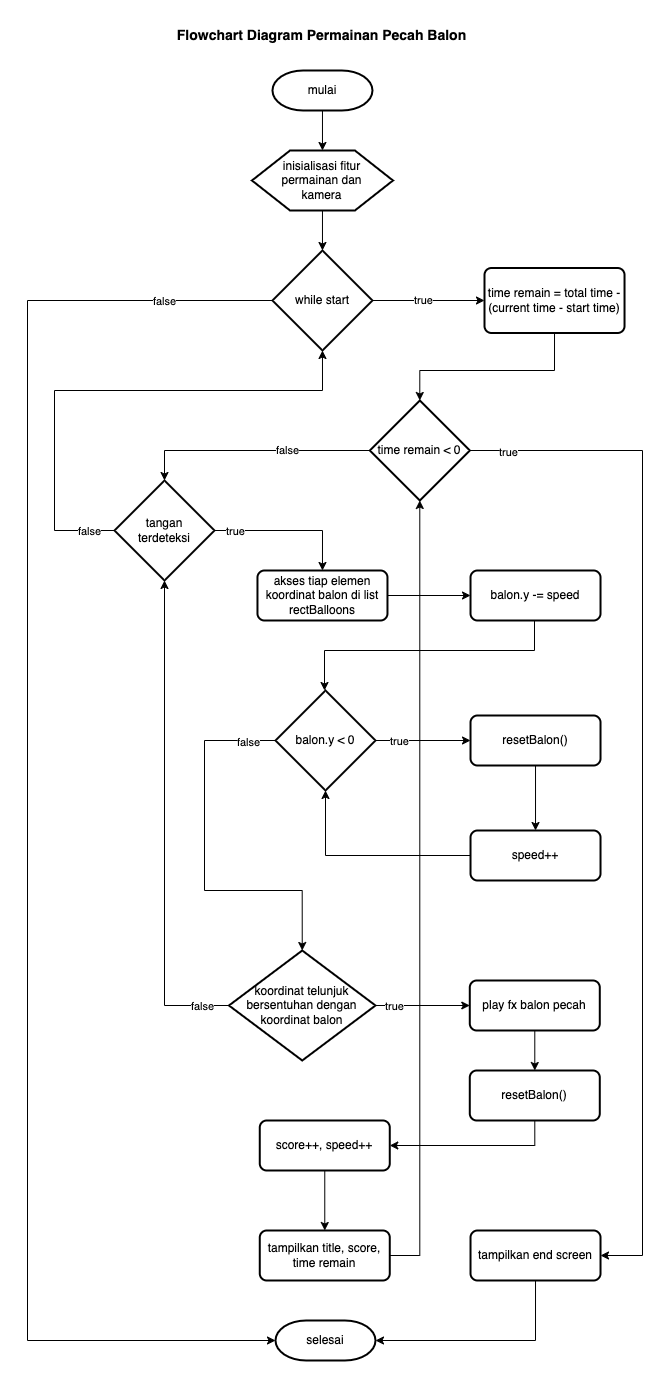 Flowchart Diagram Permainan Pecah Balon
mulai
inisialisasi fitur
permainan dan
kamera
while start
false
true
time remain = total time -
(current time - start time)
time remain < 0
false
true
tangan
terdeteksi
false
true
akses tiap elemen
koordinat balon di list
rectBalloons
balon.y -= speed
balon.y < 0
false
true
resetBalon()
speed++
koordinat telunjuk
bersentuhan dengan
koordinat balon
false
true
play fx balon pecah
resetBalon()
score++, speed++
tampilkan title, score,
time remain
tampilkan end screen
selesai